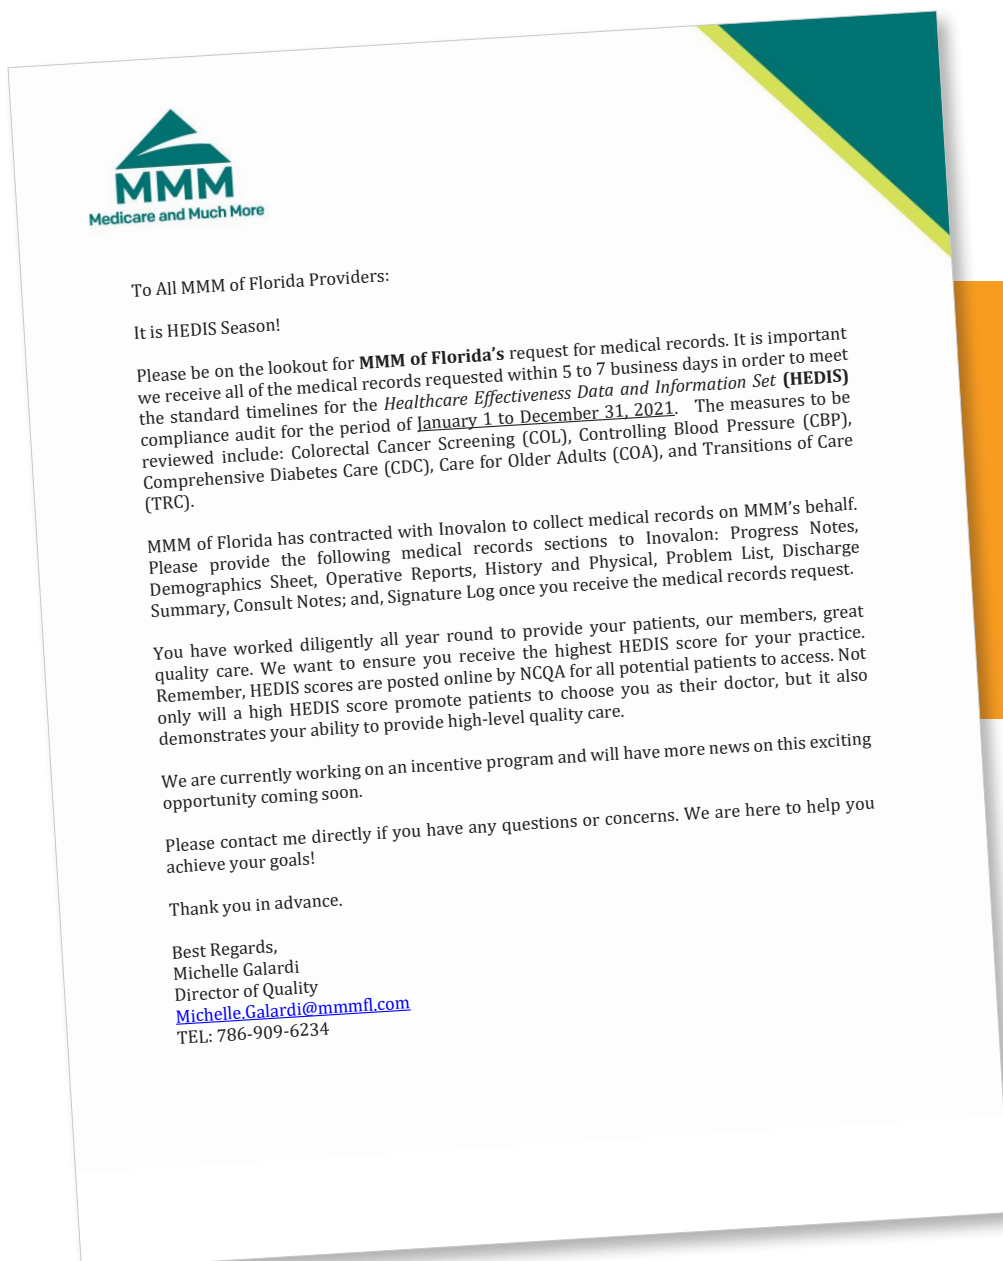 MMM
Medicare and Much More
To All MMM of Florida Providers:
It is HEDIS Season!
Please be on the lookout for MMM of Florida’s request for medical records. It is important
we receive all of the medical records requested within 5 to 7 business days in order to meet
the standard timelines for the Healthcare Effectiveness Data and Information Set (HEDIS)
compliance audit for the period of January 1 to December 31, 2021. The measures to be
reviewed include: Colorectal Cancer Screening (COL), Controlling Blood Pressure (CBP),
Comprehensive Diabetes Care (CDC), Care for Older Adults (COA), and Transitions of Care
(TRC).
MMM of Florida has contracted with Inovalon to collect medical records on MMM’s behalf.
Please provide the following medical records sections to Inovalon: Progress Notes,
Demographics Sheet, Operative Reports, History and Physical, Problem List, Discharge
Summary, Consult Notes; and, Signature Log once you receive the medical records request.
You have worked diligently all year round to provide your patients, our members, great
quality care. We want to ensure you receive the highest HEDIS score for your practice.
Remember, HEDIS scores are posted online by NCQA for all potential patients to access. Not
only will a high HEDIS score promote patients to choose you as their doctor, but it also
demonstrates your ability to provide high-level quality care.
We are currently working on an incentive program and will have more news on this exciting
opportunity coming soon.
Please contact me directly if you have any questions or concerns. We are here to help you
achieve your goals!
Thank you in advance.
Best Regards,
Michelle Galardi
Director of Quality
Michelle.Galardi@mmmfl.com
TEL: 786-909-6234